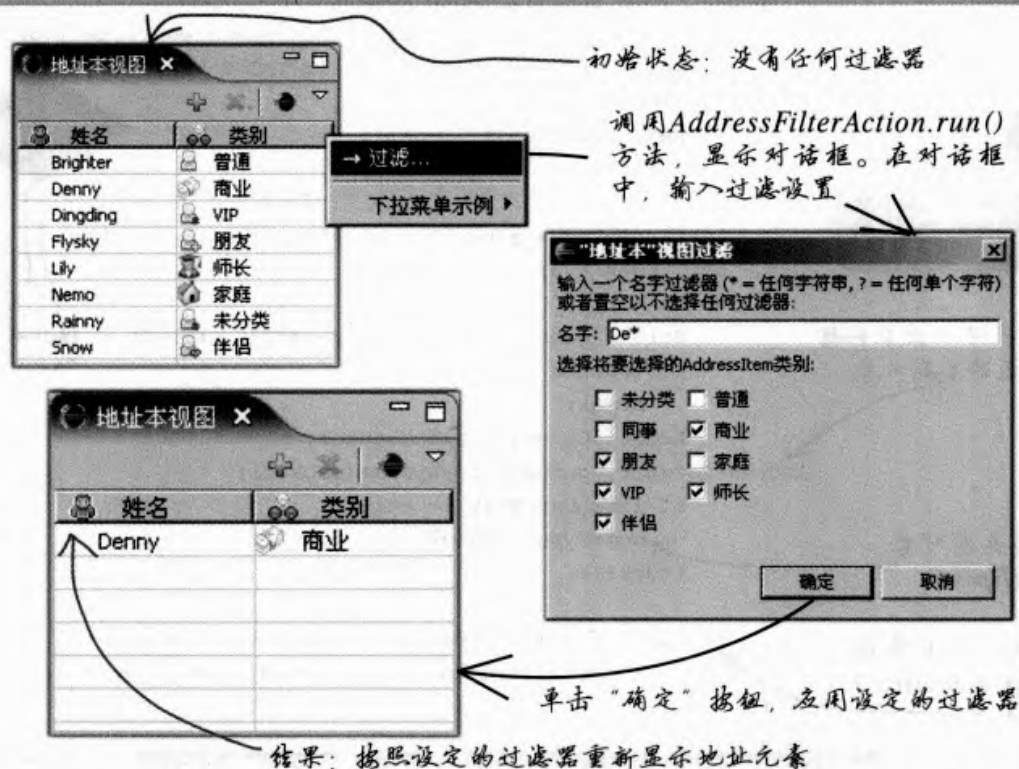 地址本视图
初始状态：没有任何过滤器
姓名 类别
Brighter 普通
Denny 商业
Dingding VIP
Flysky 朋友
Lily 师长
Nemo 家庭
Rainny 未分类
Snow 伴侣
→ 过滤...
下拉菜单示例
调用AddressFilterAction.run()
方法，显示对话框。在对话框
中，输入过滤设置
"地址本"视图过滤
输入一个名字过滤器 (* = 任何字符串, ? = 任何单个字符)
或者置空以不选择任何过滤器:
名字: De*
选择将要选择的AddressItem类别:
未分类 普通
同事 商业
朋友 家庭
VIP 师长
伴侣
确定 取消
地址本视图
姓名 类别
Denny 商业
单击“确定”按钮，应用设定的过滤器
结果：按照设定的过滤器重新显示地址元素